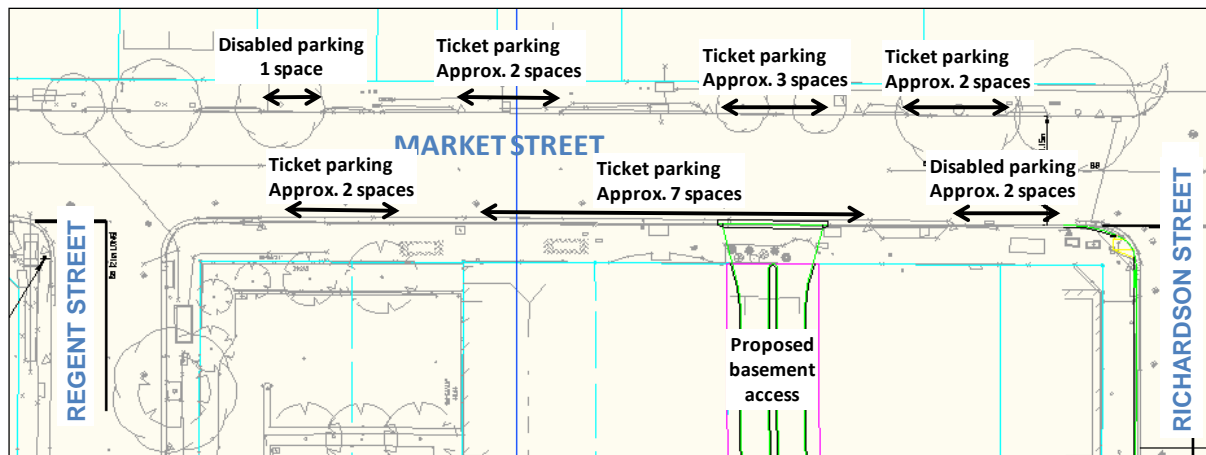 Disabled parking
1 space
Ticket parking
Approx. 2 spaces
Ticket parking
Approx. 3 spaces
Ticket parking
Approx. 2 spaces
MARKET STREET
Ticket parking
Approx. 2 spaces
Ticket parking
Approx. 7 spaces
Disabled parking
Approx. 2 spaces
REGENT STREET
RICHARDSON STREET
Proposed
basement
access